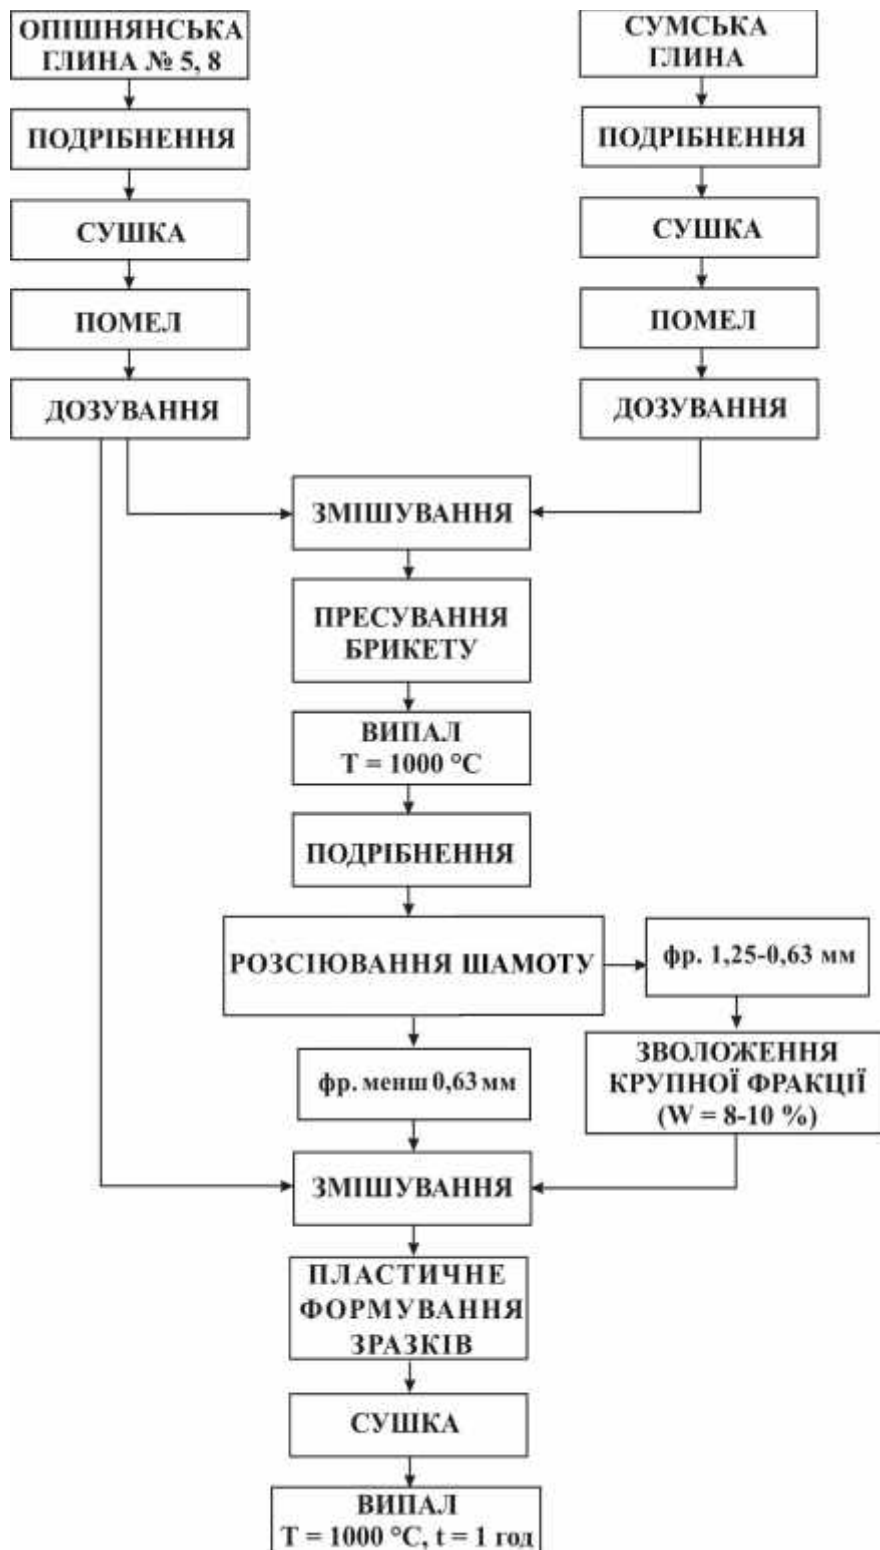 ОПІШНЯНСЬКА
ГЛИНА № 5, 8
ПОДРІБНЕННЯ
СУШКА
ПОМЕЛ
ДОЗУВАННЯ
СУМСЬКА
ГЛИНА
ПОДРІБНЕННЯ
СУШКА
ПОМЕЛ
ДОЗУВАННЯ
ЗМІШУВАННЯ
ПРЕСУВАННЯ
БРИКЕТУ
ВИПАЛ
Т = 1000 °С
ПОДРІБНЕННЯ
РОЗСІЮВАННЯ ШАМОТУ
фр. 1,25-0,63 мм
ЗВОЛОЖЕННЯ
КРУПНОЇ ФРАКЦІЇ
(W = 8-10 %)
фр. менш 0,63 мм
ЗМІШУВАННЯ
ПЛАСТИЧНЕ
ФОРМУВАННЯ
ЗРАЗКІВ
СУШКА
ВИПАЛ
Т = 1000 °С, t = 1 год